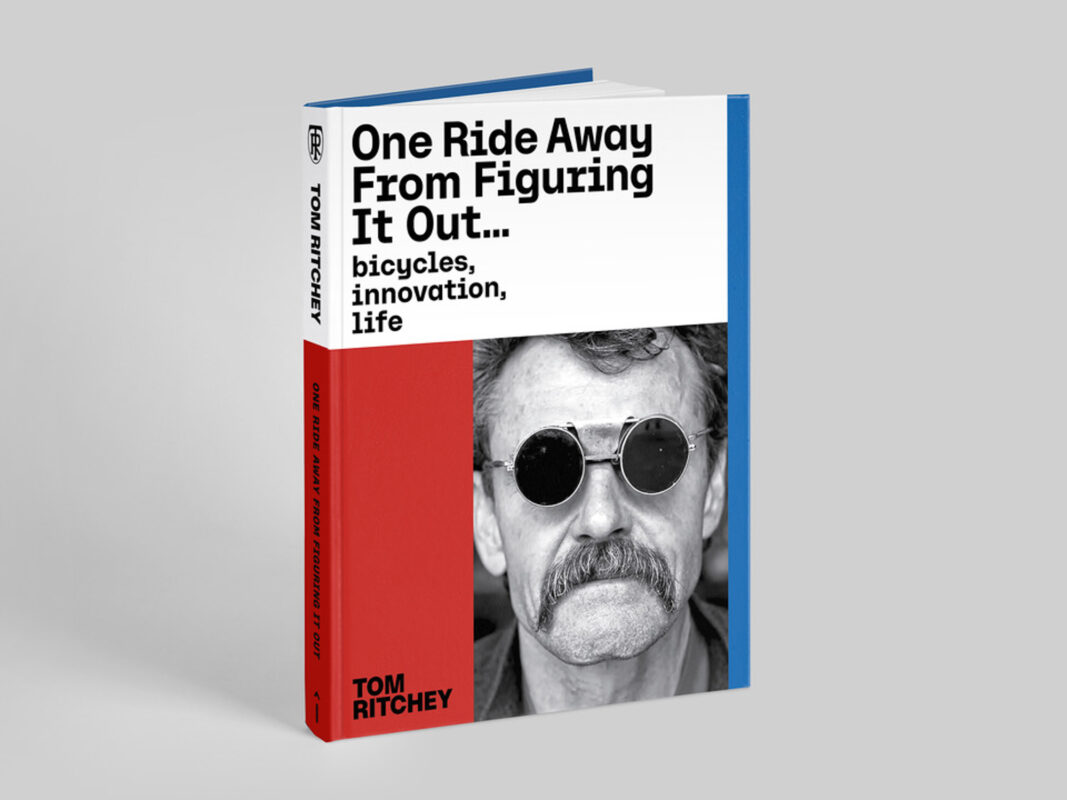 One Ride Away
From Figuring
It Out...
bicycles,
innovation,
life
TOM
RITCHEY
TOM RITCHEY
ONE RIDE AWAY FROM FIGURING IT OUT